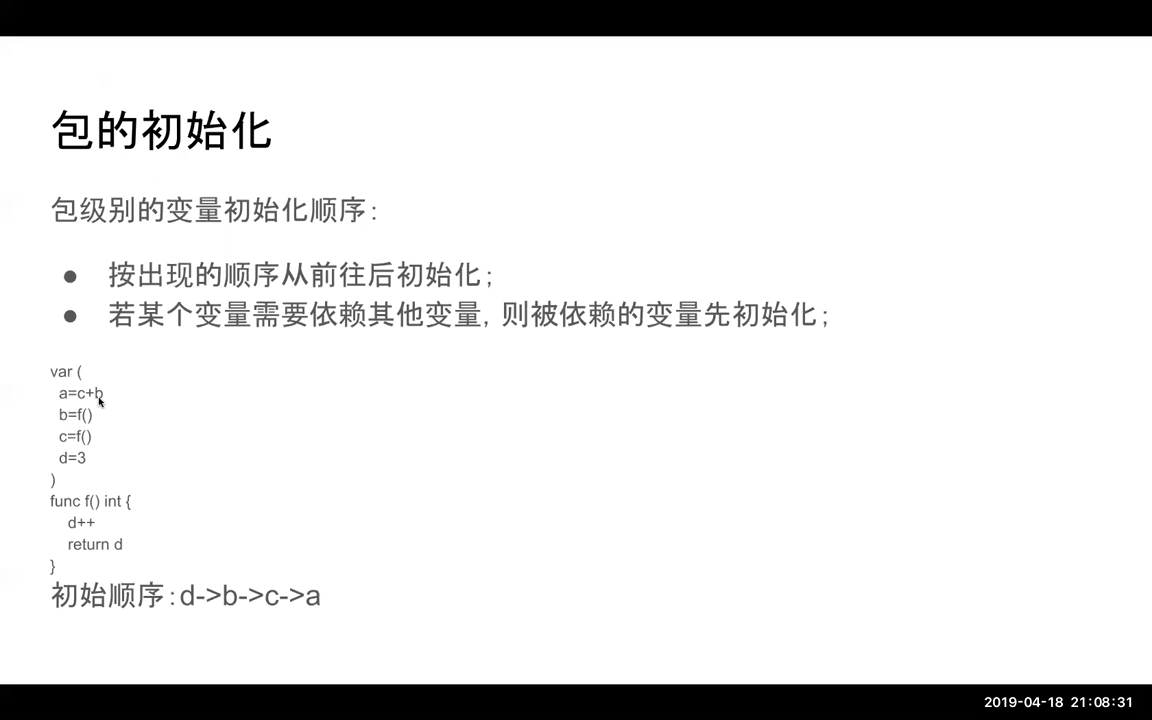 包的初始化
包级别的变量初始化顺序：
● 按出现的顺序从前往后初始化；
● 若某个变量需要依赖其他变量，则被依赖的变量先初始化；
var (
a=c+b
b=f()
c=f()
d=3
)
func f() int {
d++
return d
}
初始顺序：d->b->c->a
2019-04-18 21:08:31